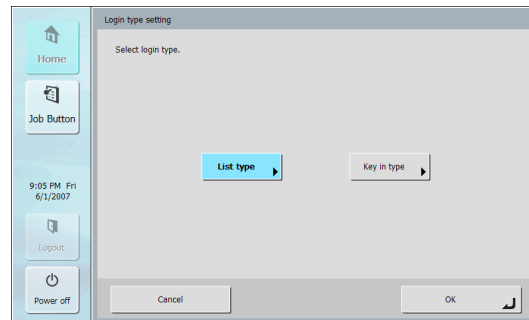 Login type setting
Home
Select login type.
Job Button
List type
Key in type
9:05 PM Fri
6/1/2007
Logout
Power off
Cancel
OK